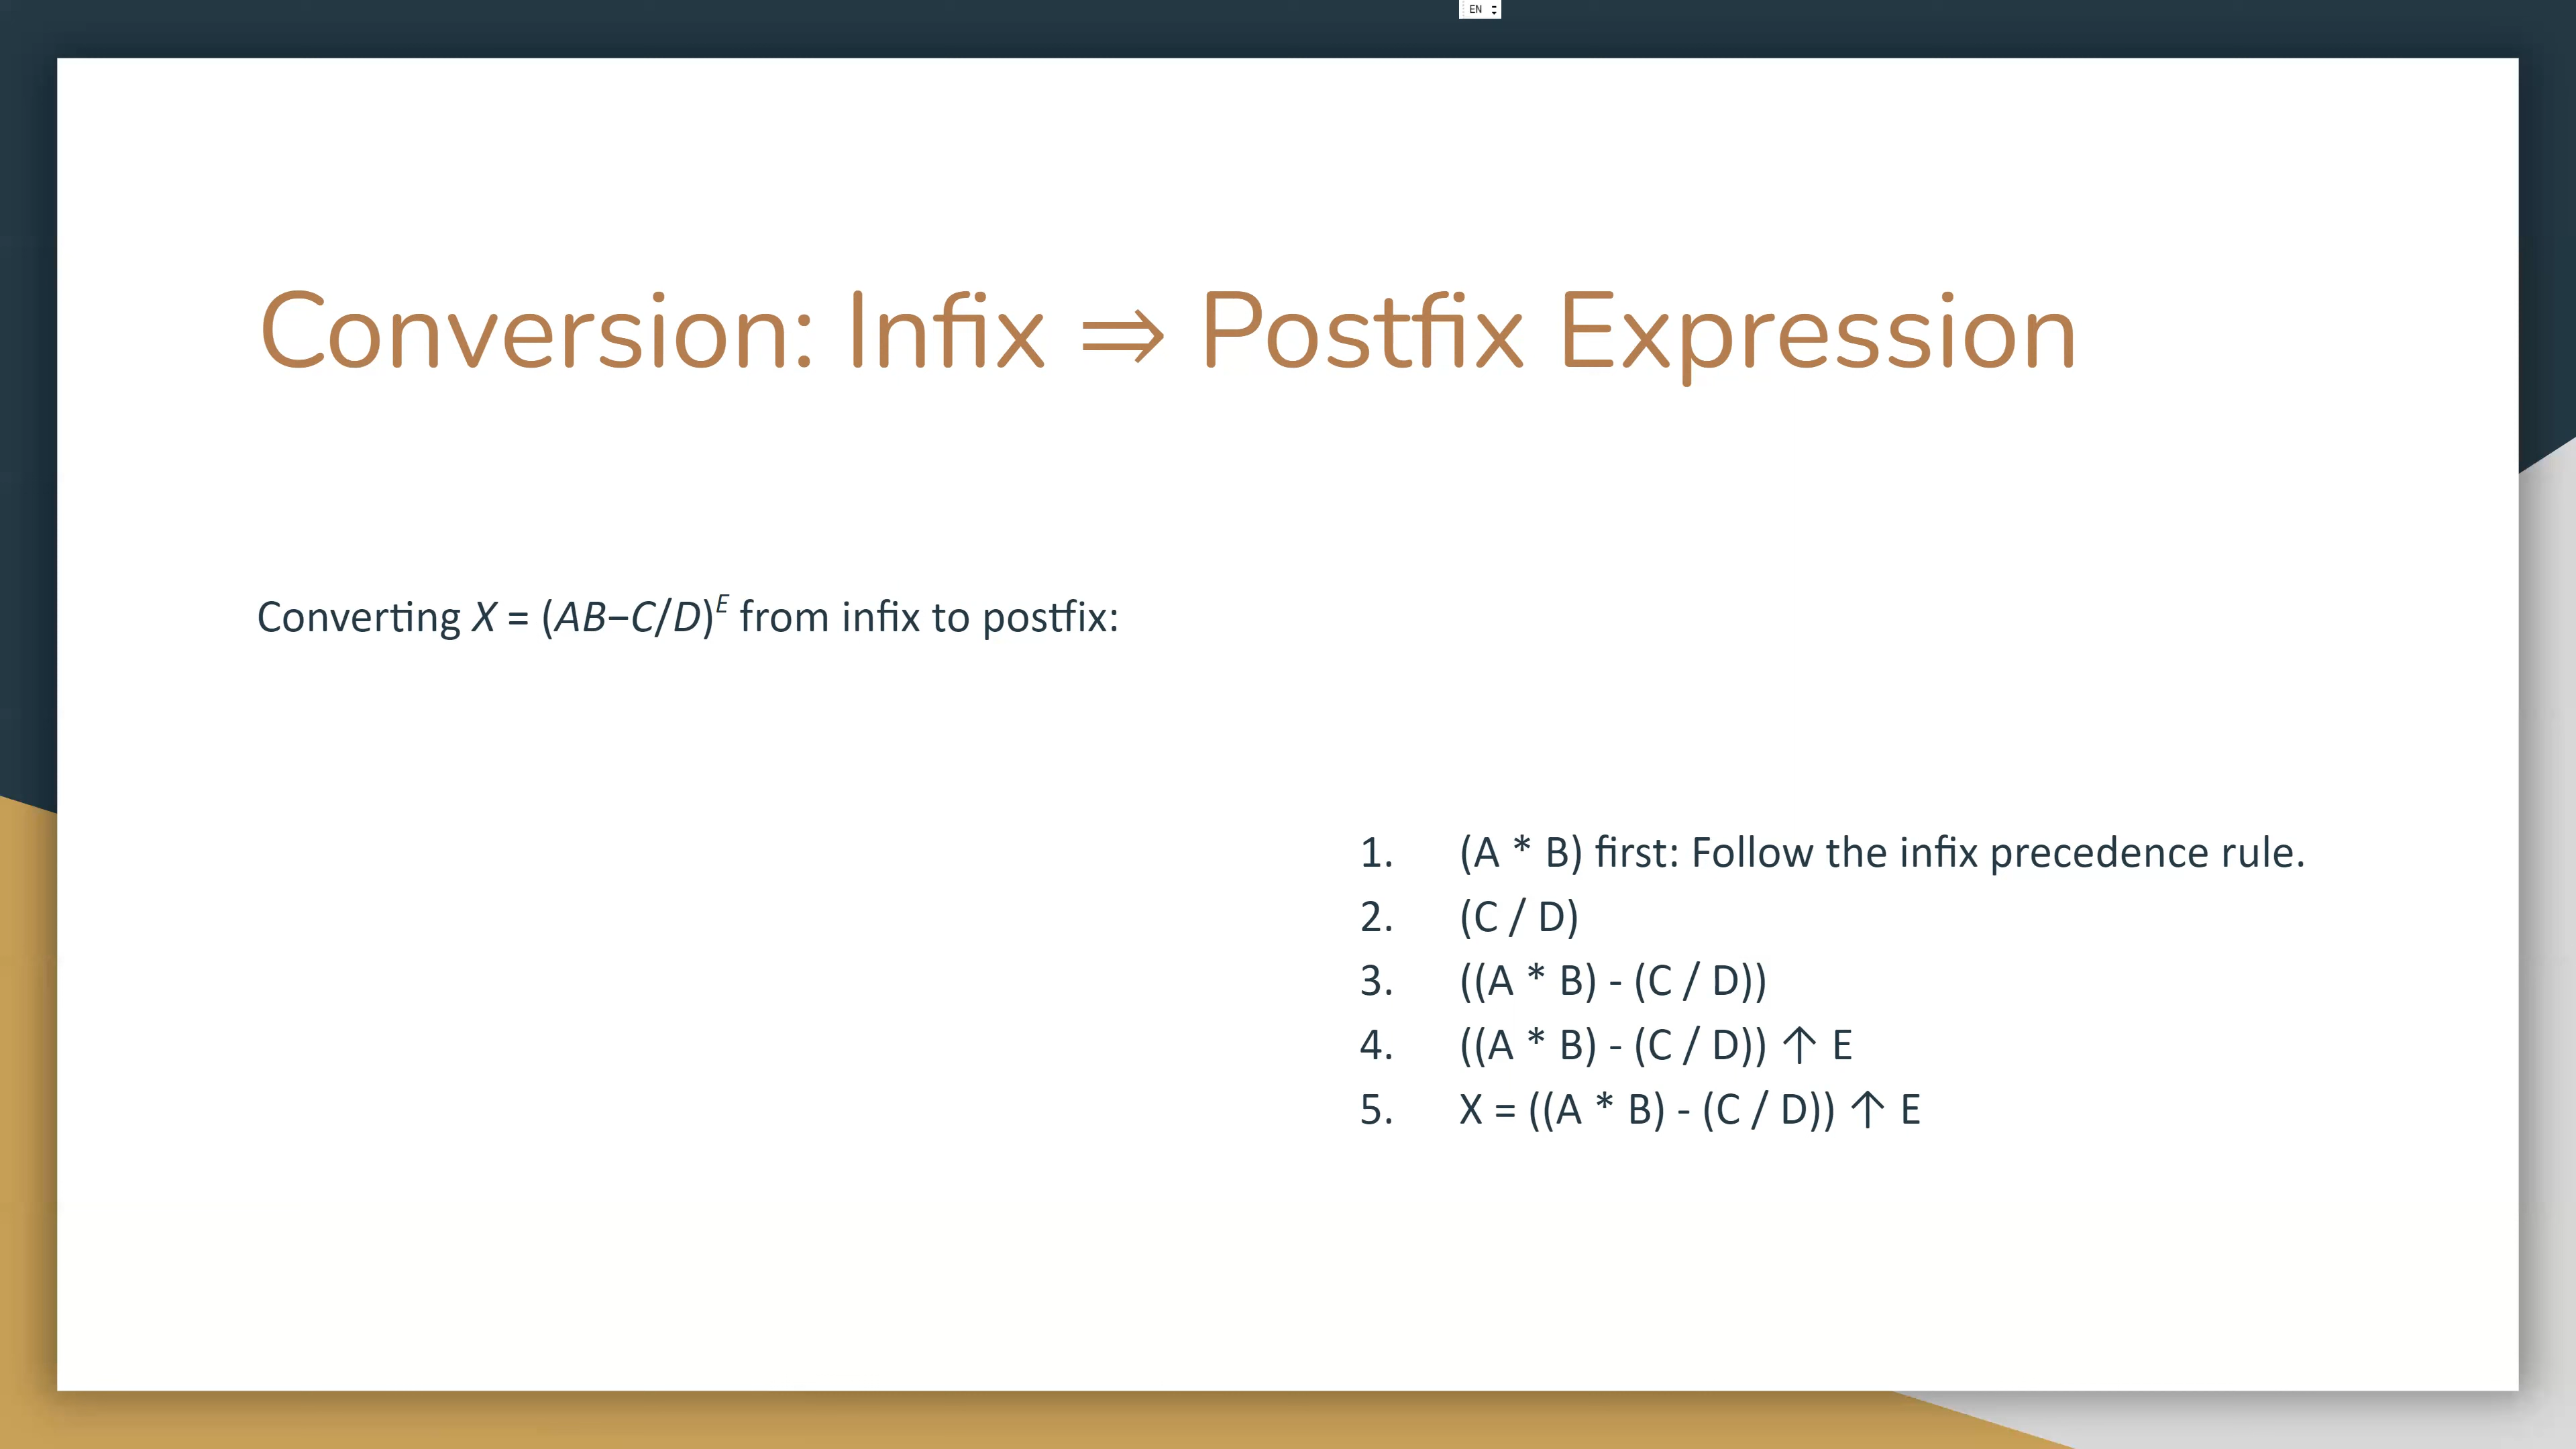 EN
Conversion: Infix ⇒ Postfix Expression
Converting X = (AB–C/D)ᴱ from infix to postfix:
1. (A * B) first: Follow the infix precedence rule.
2. (C / D)
3. ((A * B) - (C / D))
4. ((A * B) - (C / D)) ↑ E
5. X = ((A * B) - (C / D)) ↑ E